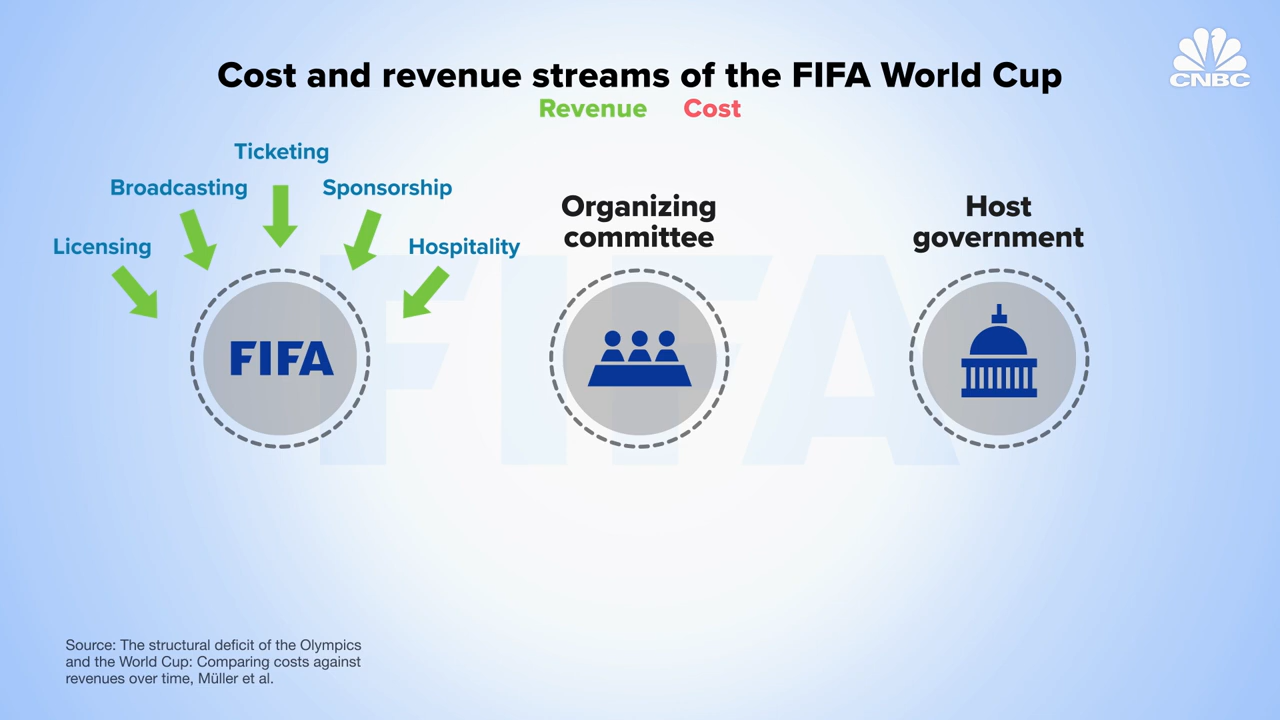 CNBC
Cost and revenue streams of the FIFA World Cup
Revenue Cost
Ticketing
Broadcasting
Sponsorship
Licensing
Hospitality
FIFA
Organizing
committee
Host
government
FIFA
Source: The structural deficit of the Olympics
and the World Cup: Comparing costs against
revenues over time, Müller et al.